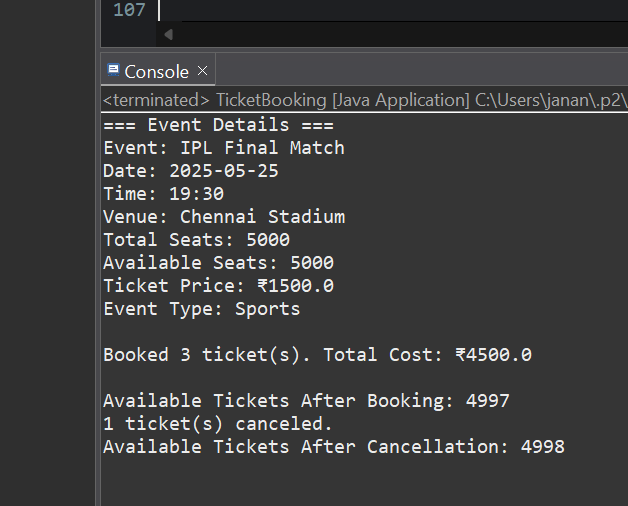 107
Console ×
<terminated> TicketBooking [Java Application] C:\Users\janan\.p2\
=== Event Details ===
Event: IPL Final Match
Date: 2025-05-25
Time: 19:30
Venue: Chennai Stadium
Total Seats: 5000
Available Seats: 5000
Ticket Price: ₹1500.0
Event Type: Sports
Booked 3 ticket(s). Total Cost: ₹4500.0
Available Tickets After Booking: 4997
1 ticket(s) canceled.
Available Tickets After Cancellation: 4998